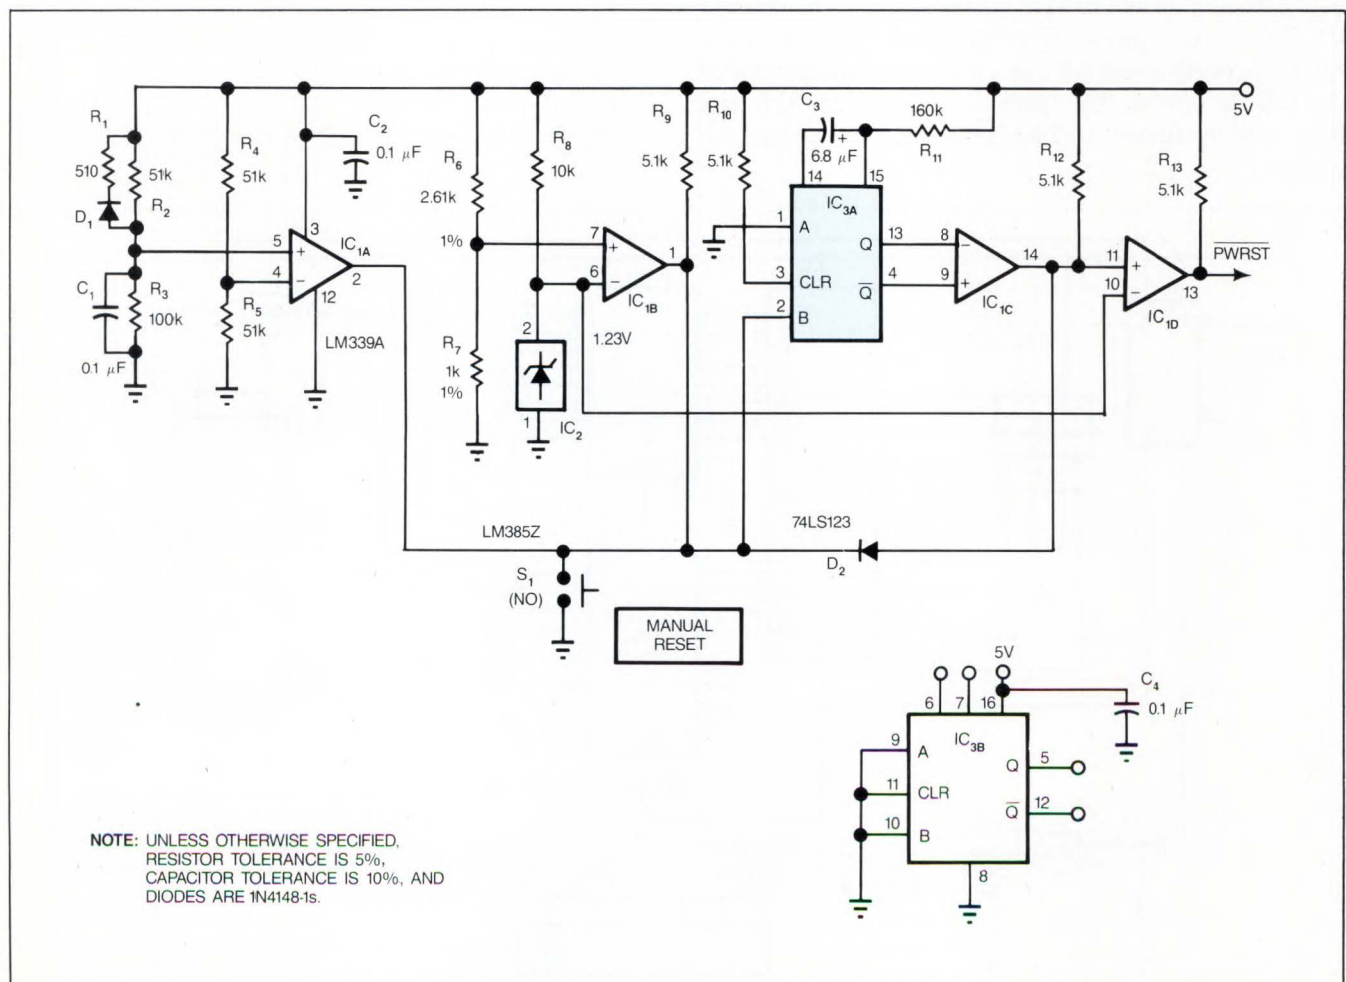 5V
R1
510
D1
51k
R2
C1
0.1 µF
R3
100k
R4
51k
R5
51k
C2
0.1 µF
3
5
+
4
−
12
IC1A
2
LM339A
R6
2.61k
1%
R7
1k
1%
R8
10k
2
1
IC2
1.23V
7
+
6
−
1
IC1B
R9
5.1k
R10
5.1k
C3
+
6.8 µF
160k
R11
14
15
IC3A
1
A
3
CLR
2
B
Q
13
Q̅
4
8
−
9
+
14
IC1C
R12
5.1k
R13
5.1k
11
+
10
−
13
IC1D
P̅W̅R̅S̅T̅
LM385Z
74LS123
D2
S1
(NO)
MANUAL
RESET
5V
C4
0.1 µF
6
7
16
IC3B
9
A
11
CLR
10
B
Q
5
Q̅
12
8
NOTE: UNLESS OTHERWISE SPECIFIED,
RESISTOR TOLERANCE IS 5%,
CAPACITOR TOLERANCE IS 10%, AND
DIODES ARE 1N4148-1s.